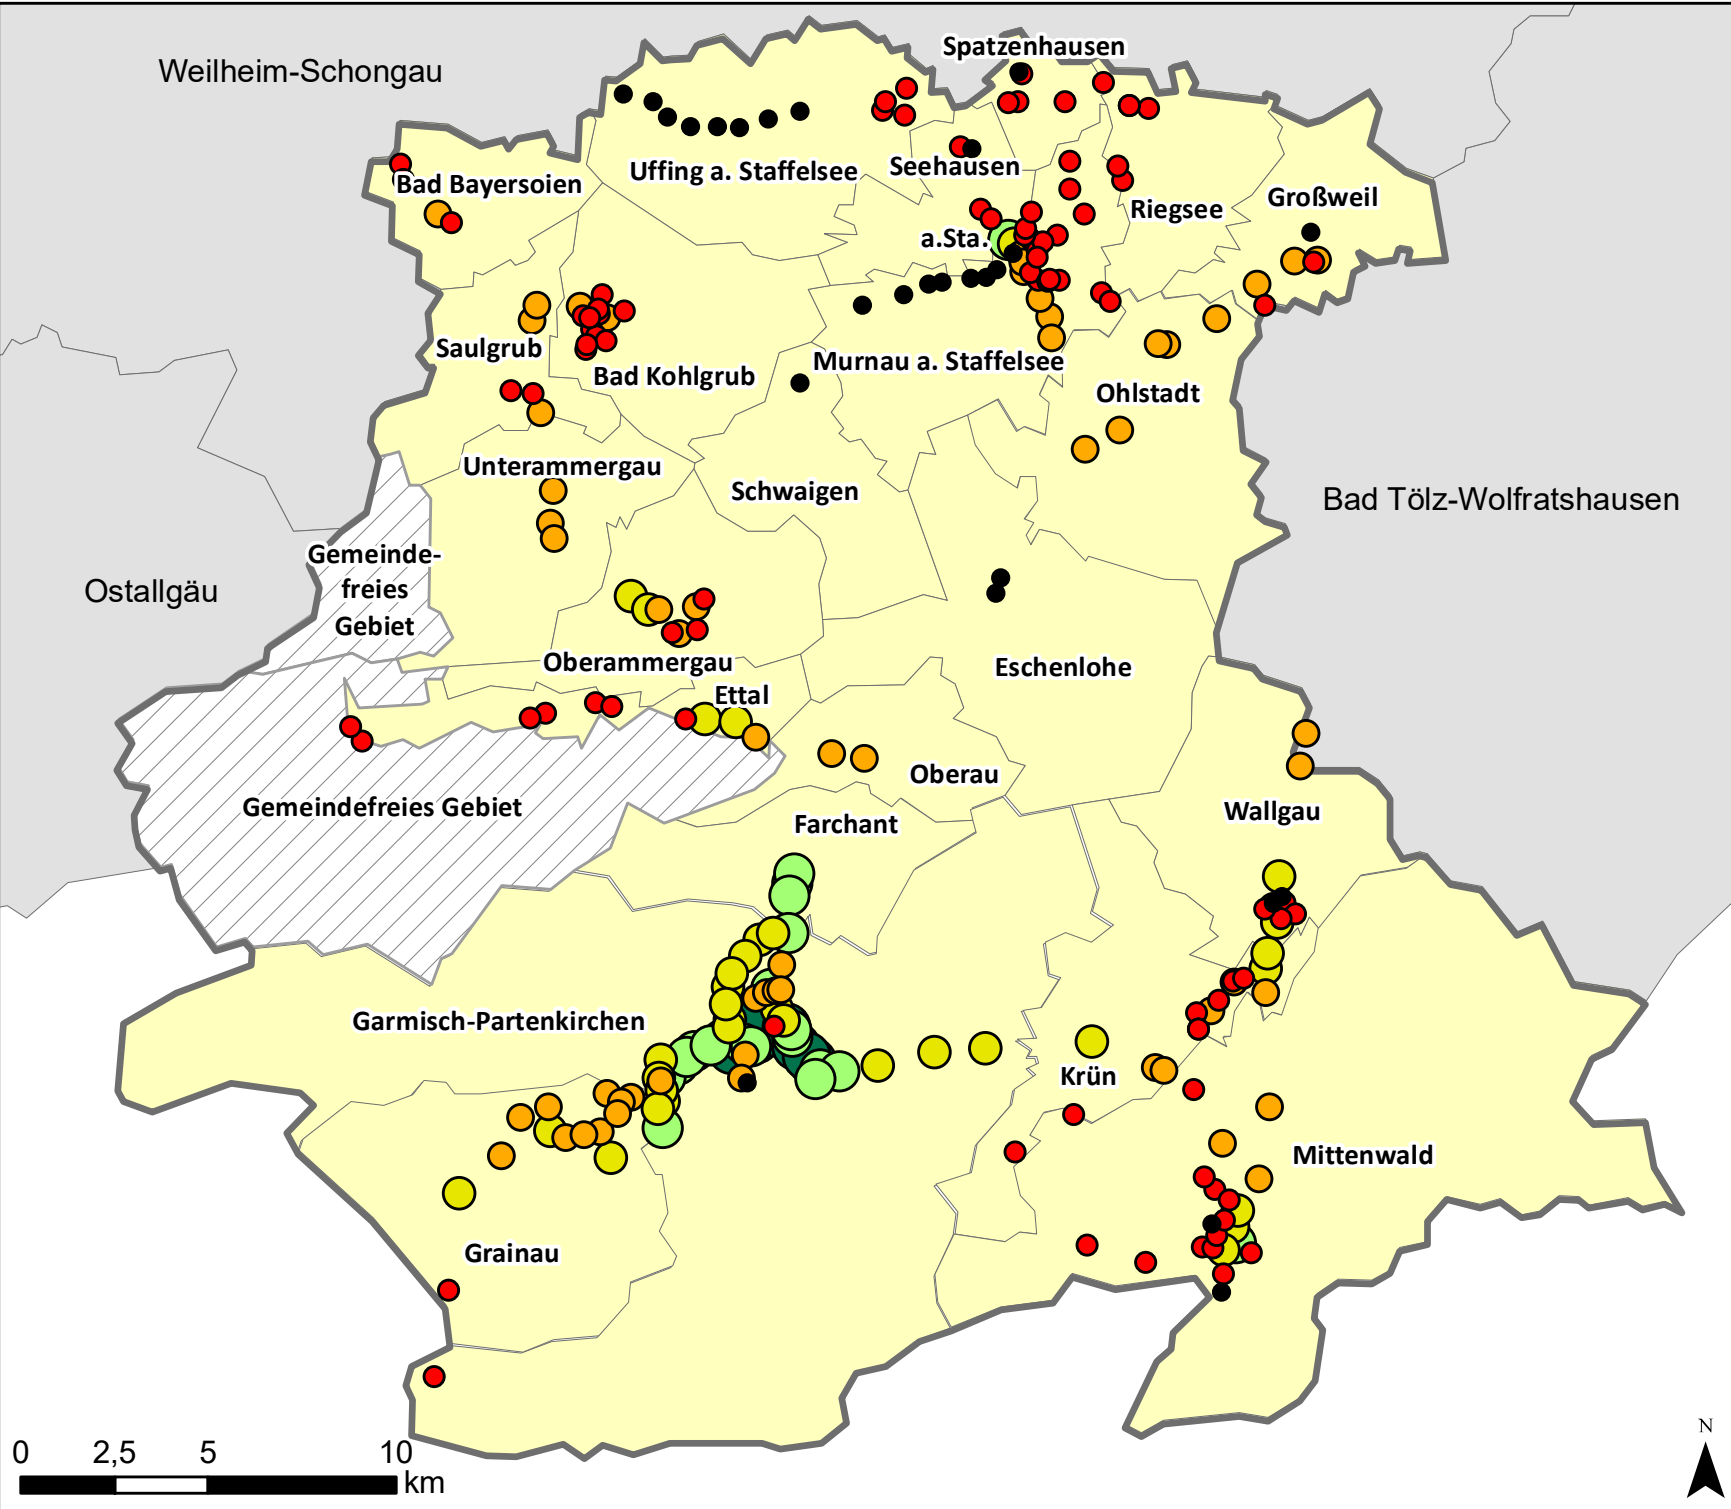 Spatzenhausen
Weilheim-Schongau
Uffing a. Staffelsee
Seehausen
Bad Bayersoien
Riegsee
Großweil
a.Sta.
Saulgrub
Bad Kohlgrub
Murnau a. Staffelsee
Ohlstadt
Unterammergau
Schwaigen
Bad Tölz-Wolfratshausen
Gemeinde-
freies
Gebiet
Ostallgäu
Oberammergau
Eschenlohe
Ettal
Oberau
Gemeindefreies Gebiet
Wallgau
Farchant
Garmisch-Partenkirchen
Krün
Mittenwald
Grainau
0 2,5 5 10
km
N